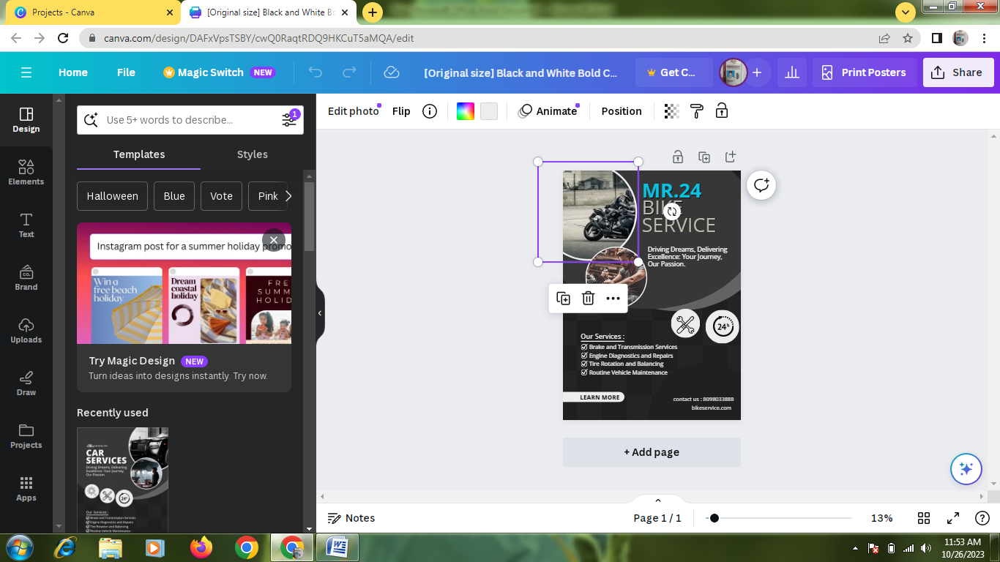 Projects - Canva
[Original size] Black and White Bo
canva.com/design/DAFxVpsTSBY/cwQ0RaqtRDQ9HKCuT5aMQA/edit
Home
File
Magic Switch NEW
[Original size] Black and White Bold C...
Get C...
Print Posters
Share
Design
Elements
Text
Brand
CO.
Uploads
Draw
Projects
Apps
Use 5+ words to describe...
1
Templates
Styles
Halloween
Blue
Vote
Pink
Instagram post for a summer holiday promo
Win a
free beach
holiday
Dream
coastal
holiday
FREE
SUMM
HOLID
Try Magic Design NEW
Turn ideas into designs instantly. Try now.
Recently used
CAR
SERVICES
Driving Dreams, Delivering
Excellence: Your Journey,
Our Passion.
24h
Our Services :
Brake and Transmission Services
Engine Diagnostics and Repairs
Tire Rotation and Balancing
Routine Vehicle Maintenance
Edit photo
Flip
Animate
Position
MR.24
BIKE
SERVICE
Driving Dreams, Delivering
Excellence: Your Journey,
Our Passion.
24h
Our Services :
Brake and Transmission Services
Engine Diagnostics and Repairs
Tire Rotation and Balancing
Routine Vehicle Maintenance
LEARN MORE
contact us : 8098033888
bikeservice.com
+ Add page
Notes
Page 1 / 1
13%
11:53 AM
10/26/2023